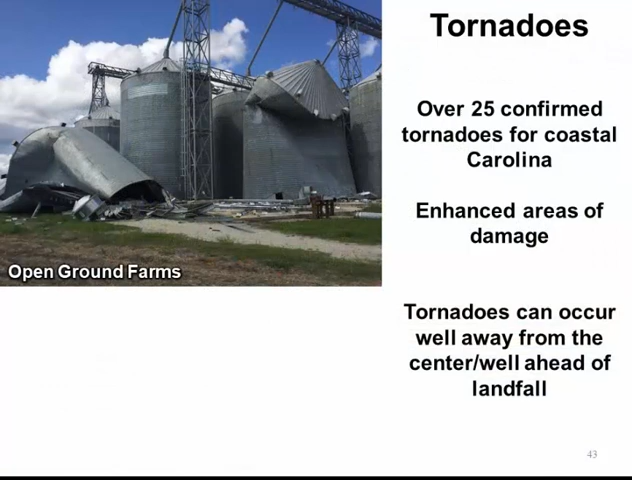 Tornadoes
Over 25 confirmed
tornadoes for coastal
Carolina
Enhanced areas of
damage
Open Ground Farms
Tornadoes can occur
well away from the
center/well ahead of
landfall
43